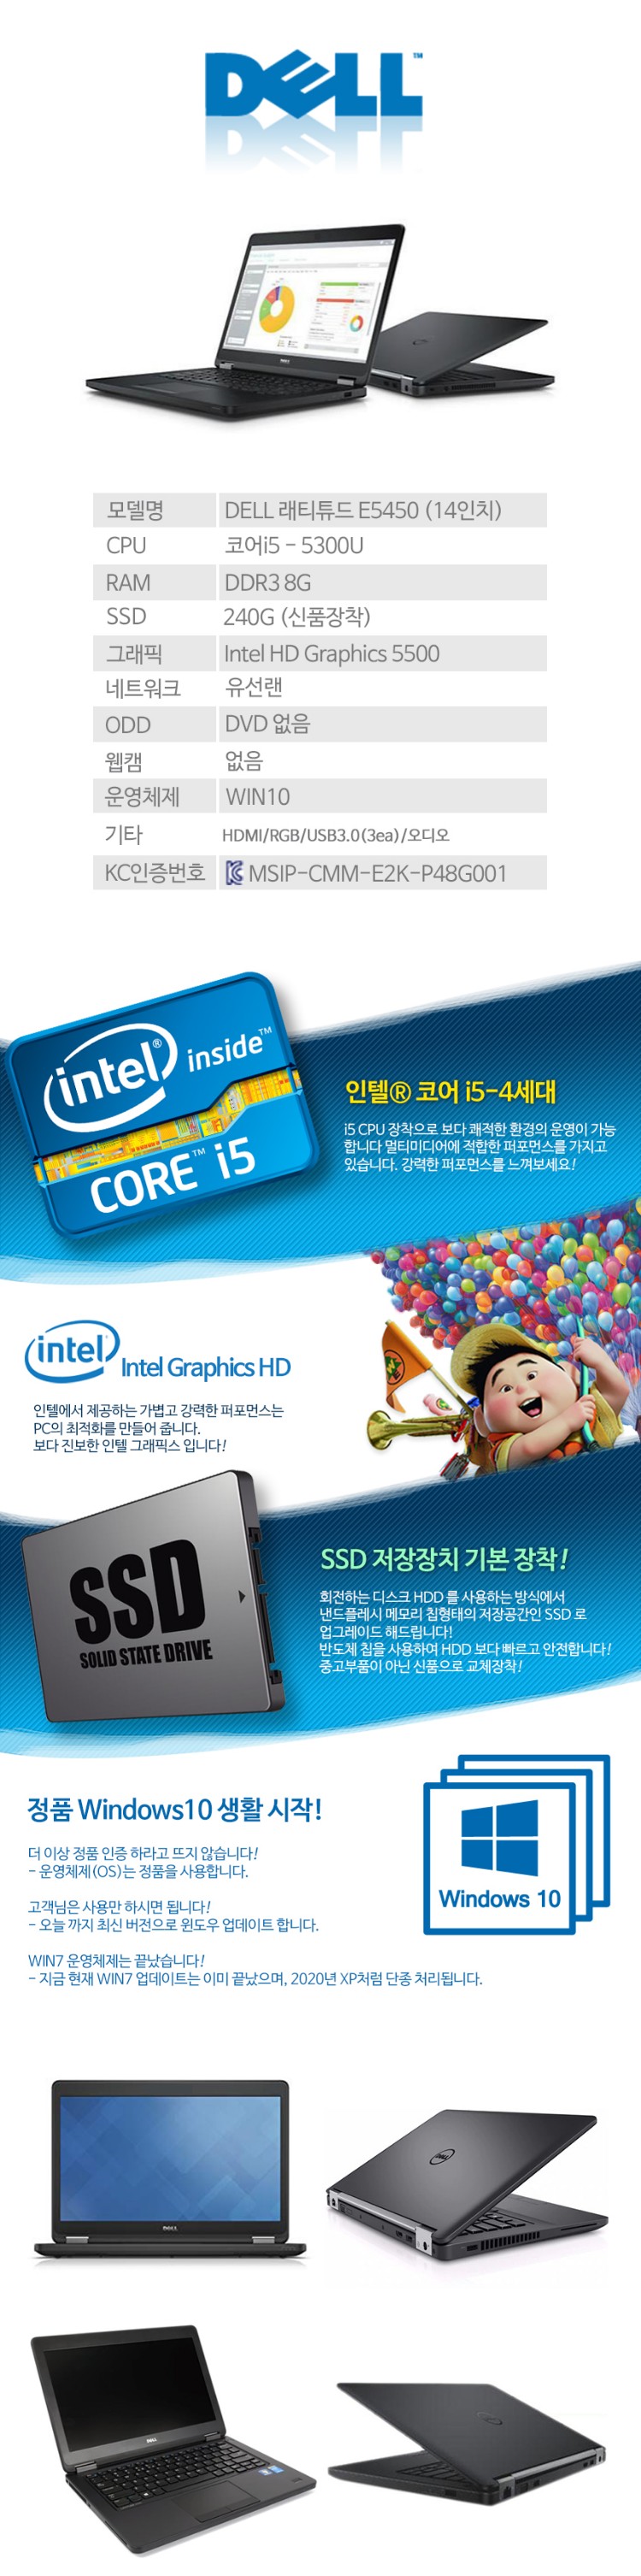 DELL™
모델명 DELL 래티튜드 E5450 (14인치)
CPU 코어i5 - 5300U
RAM DDR3 8G
SSD 240G (신품장착)
그래픽 Intel HD Graphics 5500
네트워크 유선랜
ODD DVD 없음
웹캠 없음
운영체제 WIN10
기타 HDMI/RGB/USB3.0(3ea)/오디오
KC인증번호 MSIP-CMM-E2K-P48G001
intel® inside™
CORE™ i5
인텔® 코어 i5-4세대
i5 CPU 장착으로 보다 쾌적한 환경의 운영이 가능
합니다 멀티미디어에 적합한 퍼포먼스를 가지고
있습니다. 강력한 퍼포먼스를 느껴보세요!
intel Intel Graphics HD
인텔에서 제공하는 가볍고 강력한 퍼포먼스는
PC의 최적화를 만들어 줍니다.
보다 진보한 인텔 그래픽스 입니다!
SSD
SOLID STATE DRIVE
SSD 저장장치 기본 장착!
회전하는 디스크 HDD 를 사용하는 방식에서
낸드플레시 메모리 칩형태의 저장공간인 SSD 로
업그레이드 해드립니다!
반도체 칩을 사용하여 HDD 보다 빠르고 안전합니다!
중고부품이 아닌 신품으로 교체장착!
정품 Windows10 생활 시작!
더 이상 정품 인증 하라고 뜨지 않습니다!
- 운영체제(OS)는 정품을 사용합니다.
고객님은 사용만 하시면 됩니다!
- 오늘 까지 최신 버전으로 윈도우 업데이트 합니다.
WIN7 운영체제는 끝났습니다!
- 지금 현재 WIN7 업데이트는 이미 끝났으며, 2020년 XP처럼 단종 처리됩니다.
Windows 10
DELL
DELL
DELL